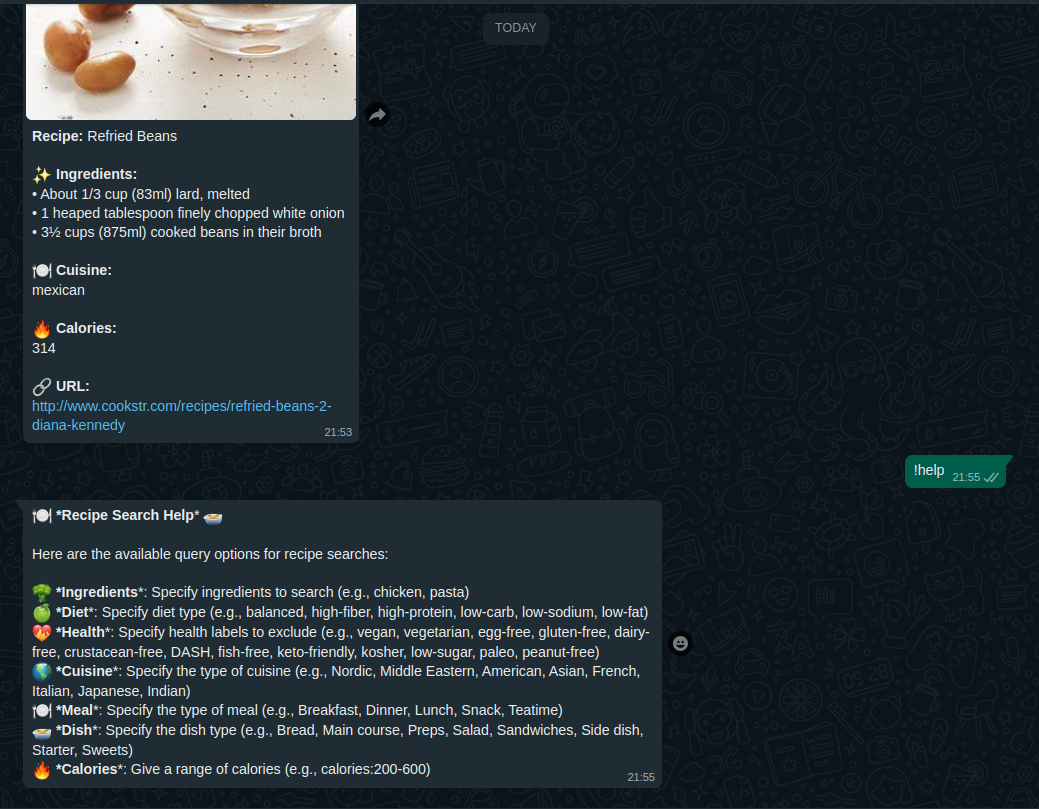 TODAY
Recipe: Refried Beans
✨ Ingredients:
• About 1/3 cup (83ml) lard, melted
• 1 heaped tablespoon finely chopped white onion
• 3½ cups (875ml) cooked beans in their broth
🍽️ Cuisine:
mexican
🔥 Calories:
314
🔗 URL:
http://www.cookstr.com/recipes/refried-beans-2-
diana-kennedy
21:53
!help 21:55
🍽️ *Recipe Search Help* 🍲
Here are the available query options for recipe searches:
🥦 *Ingredients*: Specify ingredients to search (e.g., chicken, pasta)
🍏 *Diet*: Specify diet type (e.g., balanced, high-fiber, high-protein, low-carb, low-sodium, low-fat)
💝 *Health*: Specify health labels to exclude (e.g., vegan, vegetarian, egg-free, gluten-free, dairy-
free, crustacean-free, DASH, fish-free, keto-friendly, kosher, low-sugar, paleo, peanut-free)
🌎 *Cuisine*: Specify the type of cuisine (e.g., Nordic, Middle Eastern, American, Asian, French,
Italian, Japanese, Indian)
🍽️ *Meal*: Specify the type of meal (e.g., Breakfast, Dinner, Lunch, Snack, Teatime)
🍲 *Dish*: Specify the dish type (e.g., Bread, Main course, Preps, Salad, Sandwiches, Side dish,
Starter, Sweets)
🔥 *Calories*: Give a range of calories (e.g., calories:200-600)
21:55